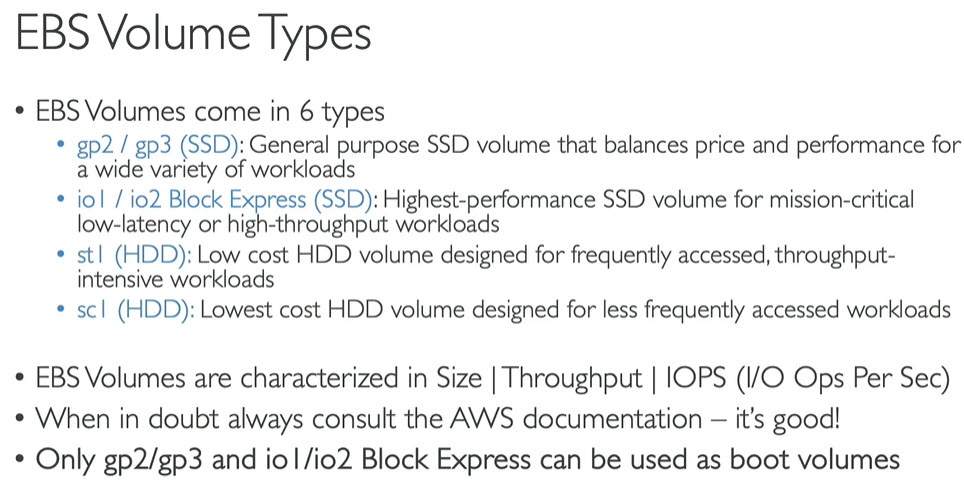 EBS Volume Types
• EBS Volumes come in 6 types
• gp2 / gp3 (SSD): General purpose SSD volume that balances price and performance for
a wide variety of workloads
• io1 / io2 Block Express (SSD): Highest-performance SSD volume for mission-critical
low-latency or high-throughput workloads
• st1 (HDD): Low cost HDD volume designed for frequently accessed, throughput-
intensive workloads
• sc1 (HDD): Lowest cost HDD volume designed for less frequently accessed workloads
• EBS Volumes are characterized in Size | Throughput | IOPS (I/O Ops Per Sec)
• When in doubt always consult the AWS documentation – it's good!
• Only gp2/gp3 and io1/io2 Block Express can be used as boot volumes